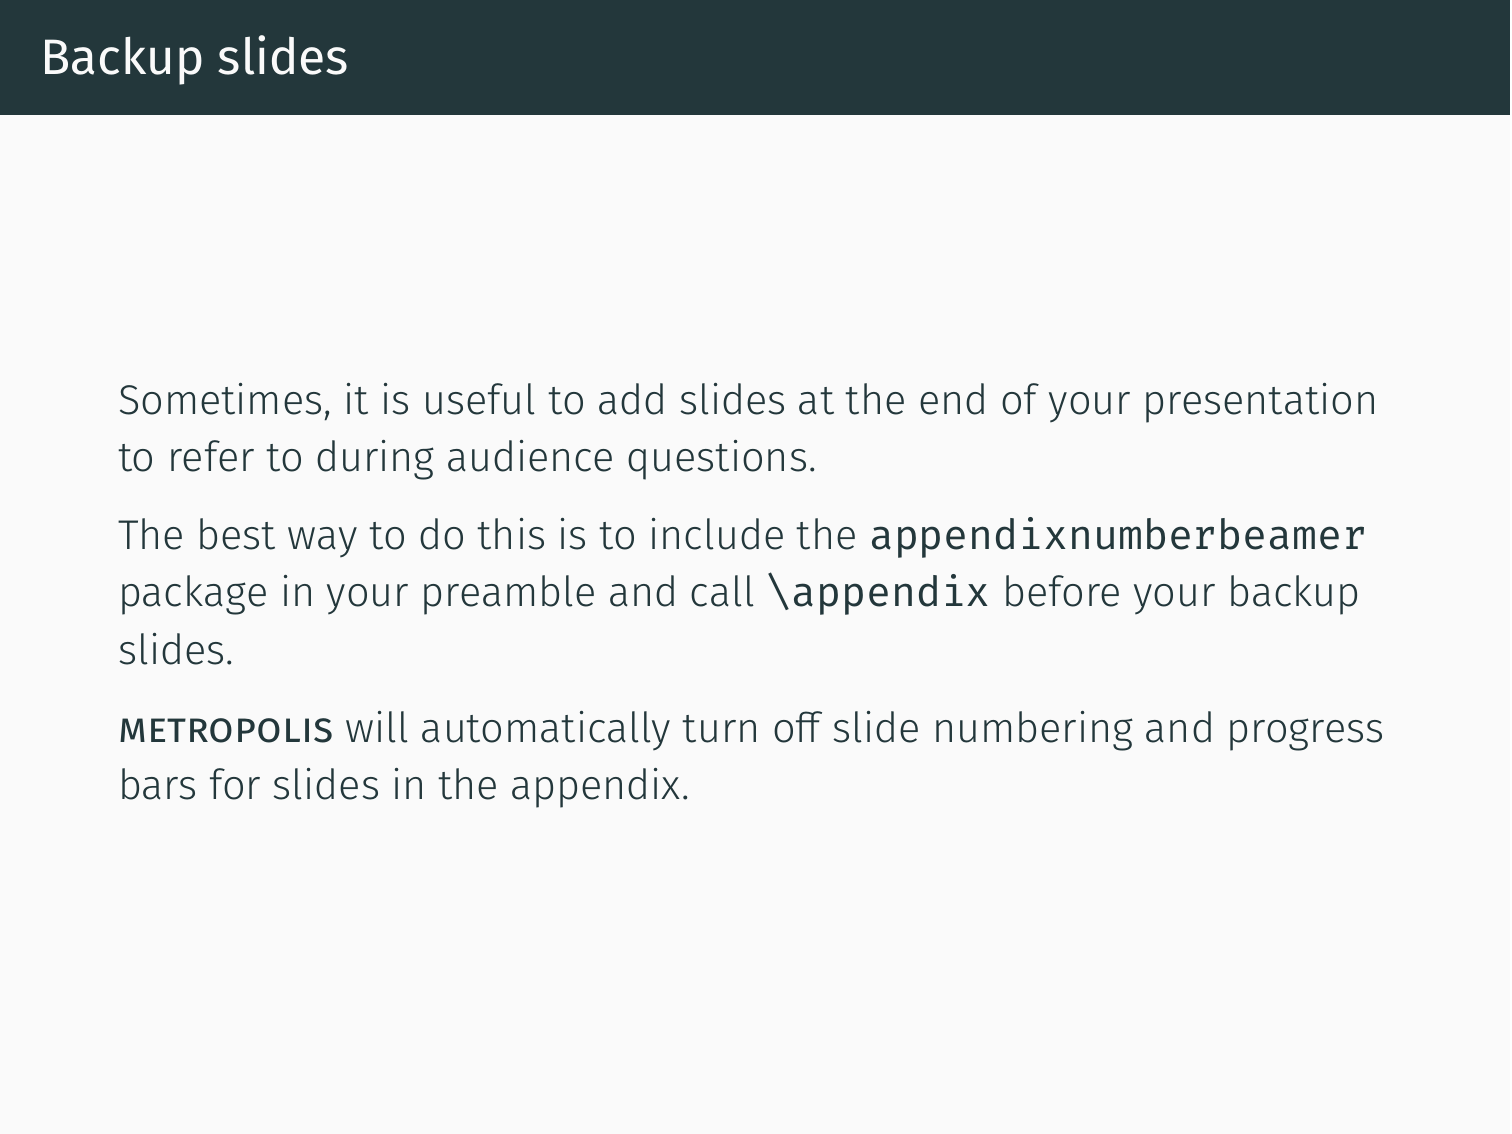 Backup slides
Sometimes, it is useful to add slides at the end of your presentation
to refer to during audience questions.
The best way to do this is to include the appendixnumberbeamer
package in your preamble and call \appendix before your backup
slides.
METROPOLIS will automatically turn off slide numbering and progress
bars for slides in the appendix.